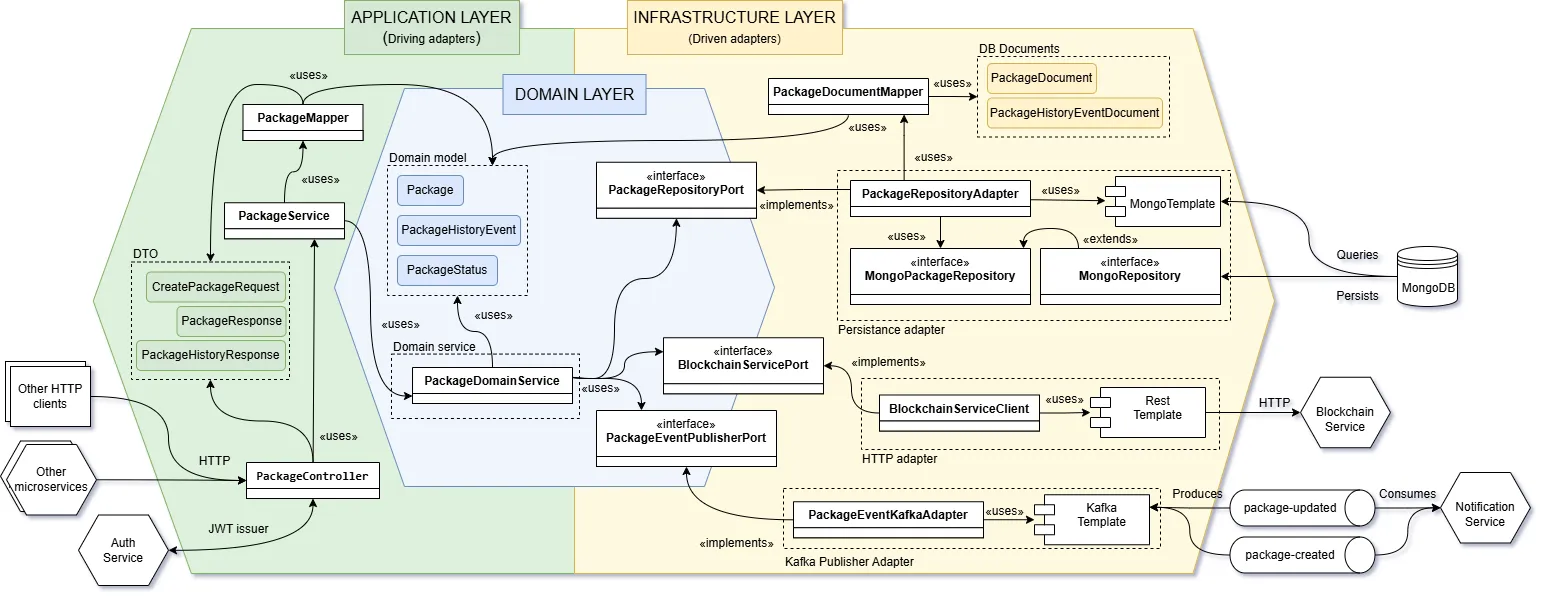 APPLICATION LAYER
(Driving adapters)
INFRASTRUCTURE LAYER
(Driven adapters)
DOMAIN LAYER
«uses»
PackageMapper
«uses»
PackageService
DTO
CreatePackageRequest
PackageResponse
PackageHistoryResponse
Other HTTP
clients
Other
microservices
HTTP
«uses»
PackageController
JWT issuer
Auth
Service
Domain model
Package
PackageHistoryEvent
PackageStatus
«uses»
«uses»
Domain service
PackageDomainService
«uses»
«interface»
PackageRepositoryPort
«interface»
BlockchainServicePort
«interface»
PackageEventPublisherPort
PackageDocumentMapper
«uses»
«uses»
DB Documents
PackageDocument
PackageHistoryEventDocument
«uses»
«implements»
PackageRepositoryAdapter
«uses»
MongoTemplate
«uses»
«extends»
«interface»
MongoPackageRepository
«interface»
MongoRepository
Persistance adapter
Queries
Persists
MongoDB
«implements»
BlockchainServiceClient
«uses»
Rest
Template
HTTP adapter
HTTP
Blockchain
Service
«implements»
PackageEventKafkaAdapter
«uses»
Kafka
Template
Kafka Publisher Adapter
Produces
package-updated
package-created
Consumes
Notification
Service